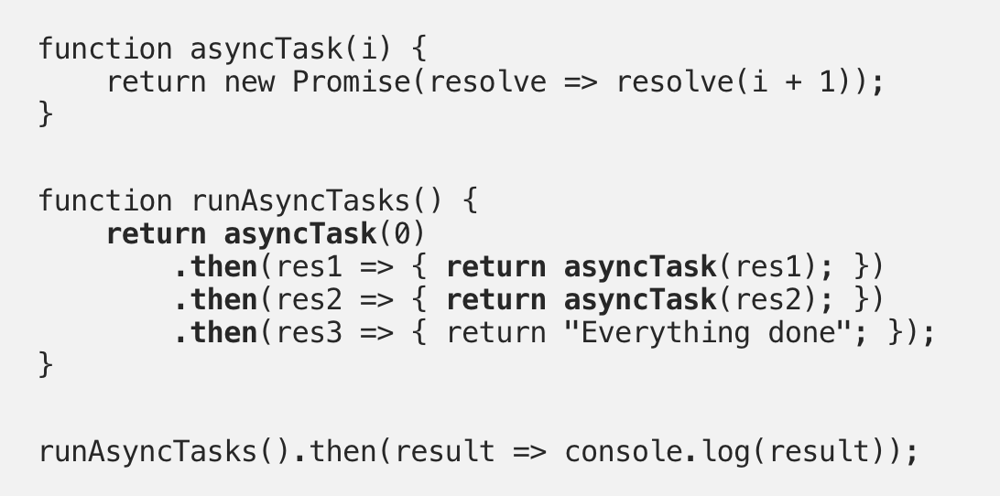 function asyncTask(i) {
    return new Promise(resolve => resolve(i + 1));
}
function runAsyncTasks() {
    return asyncTask(0)
        .then(res1 => { return asyncTask(res1); })
        .then(res2 => { return asyncTask(res2); })
        .then(res3 => { return "Everything done"; });
}
runAsyncTasks().then(result => console.log(result));